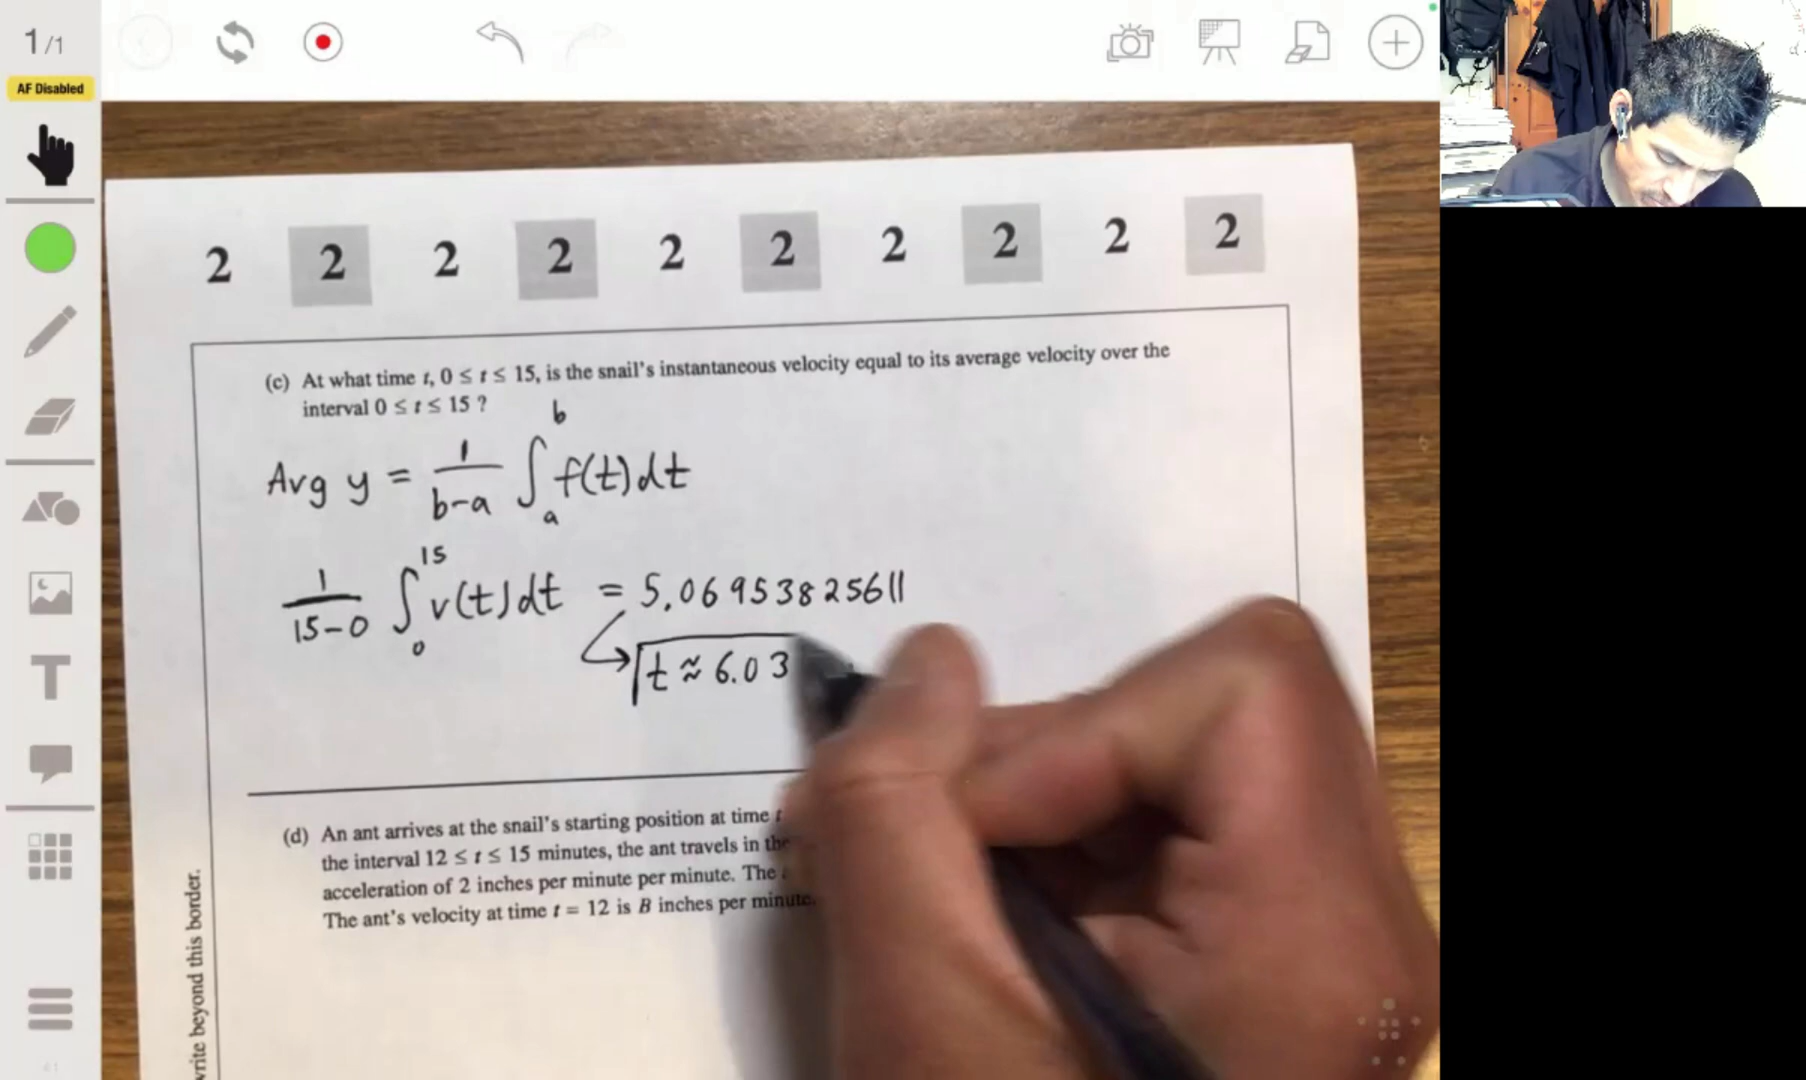 1/1
AF Disabled
2 2 2 2 2 2 2 2 2 2
(c) At what time t, 0 ≤ t ≤ 15, is the snail's instantaneous velocity equal to its average velocity over the
interval 0 ≤ t ≤ 15 ?
Avg y = 1/(b-a) ∫_a^b f(t)dt
1/(15-0) ∫_0^15 v(t)dt = 5.06953825611
t ≈ 6.03
(d) An ant arrives at the snail's starting position at time t
the interval 12 ≤ t ≤ 15 minutes, the ant travels in the
acceleration of 2 inches per minute per minute. The
The ant's velocity at time t = 12 is B inches per minute.
write beyond this border.
T